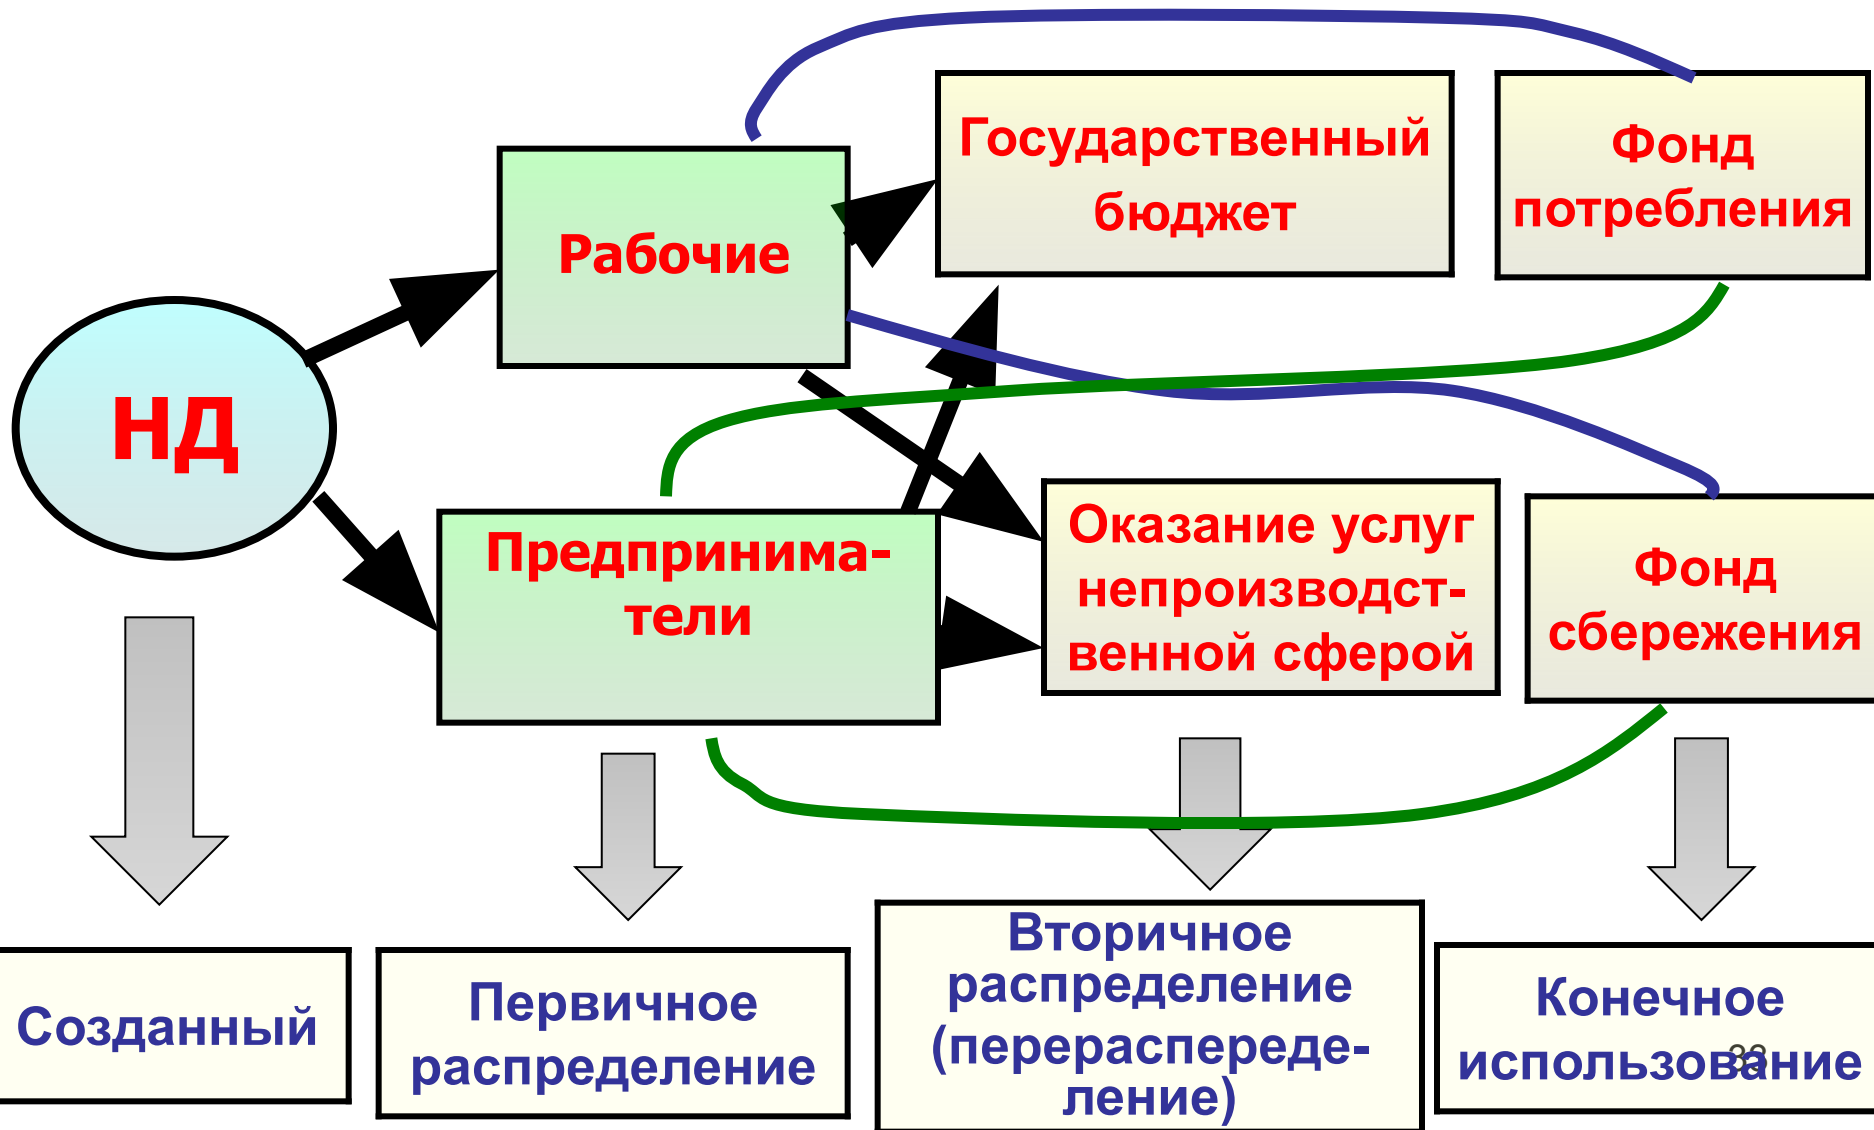 Государственный
бюджет
Фонд
потребления
Рабочие
НД
Предпринима-
тели
Оказание услуг
непроизводст-
венной сферой
Фонд
сбережения
Созданный
Первичное
распределение
Вторичное
распределение
(перераспереде-
ление)
Конечное
использование
33